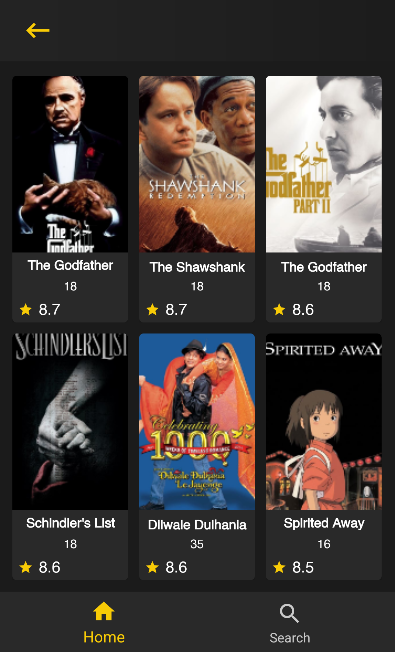 The
Godfather
The Godfather
18
8.7
THE
SHAWSHANK
REDEMPTION
The Shawshank
18
8.7
The
Godfather
PART II
The Godfather
18
8.6
SCHINDLER'S LIST
Schindler's List
18
8.6
Celebrating
1000
Dilwale Dulhania
Le Jayenge
Dilwale Dulhania
35
8.6
SPIRITED AWAY
Spirited Away
16
8.5
Home
Search